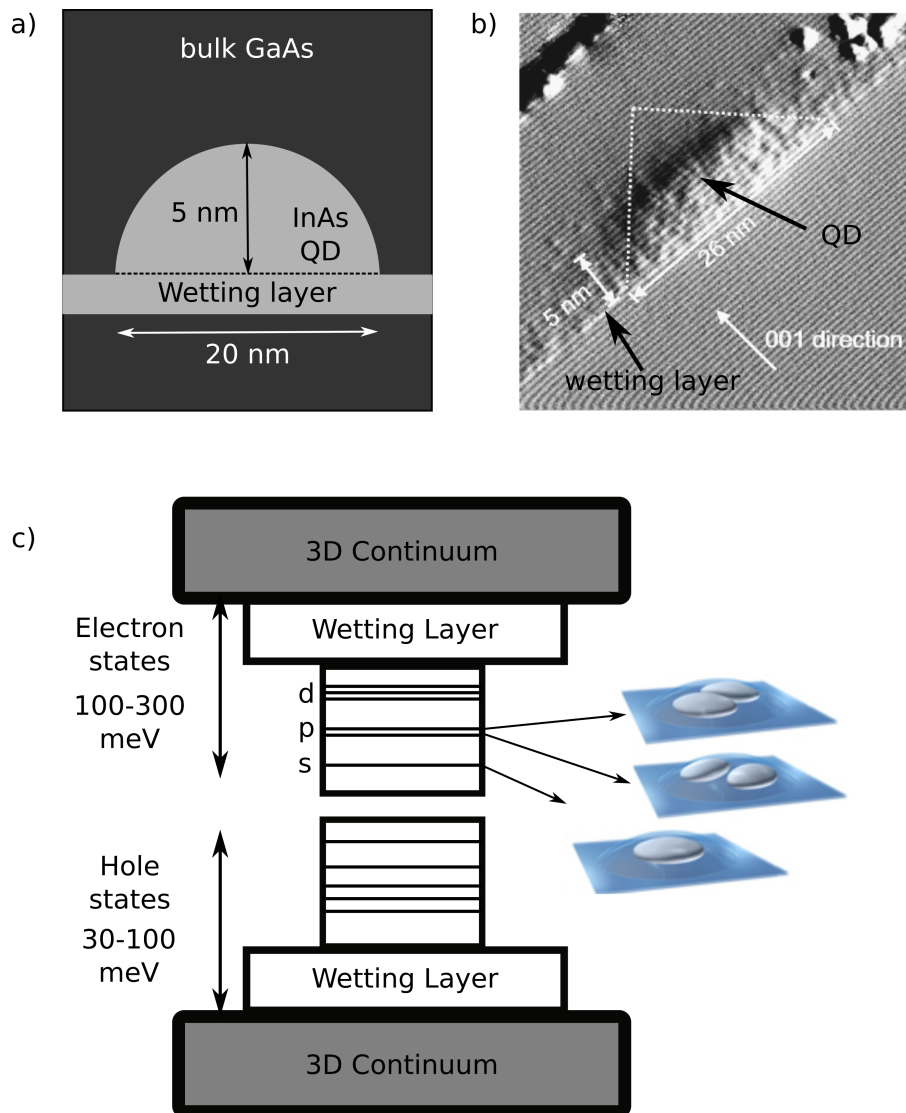 a)
bulk GaAs
5 nm
InAs
QD
Wetting layer
20 nm
b)
QD
26 nm
5 nm
001 direction
wetting layer
c)
3D Continuum
Wetting Layer
Electron
states
100-300
meV
d
p
s
Hole
states
30-100
meV
Wetting Layer
3D Continuum